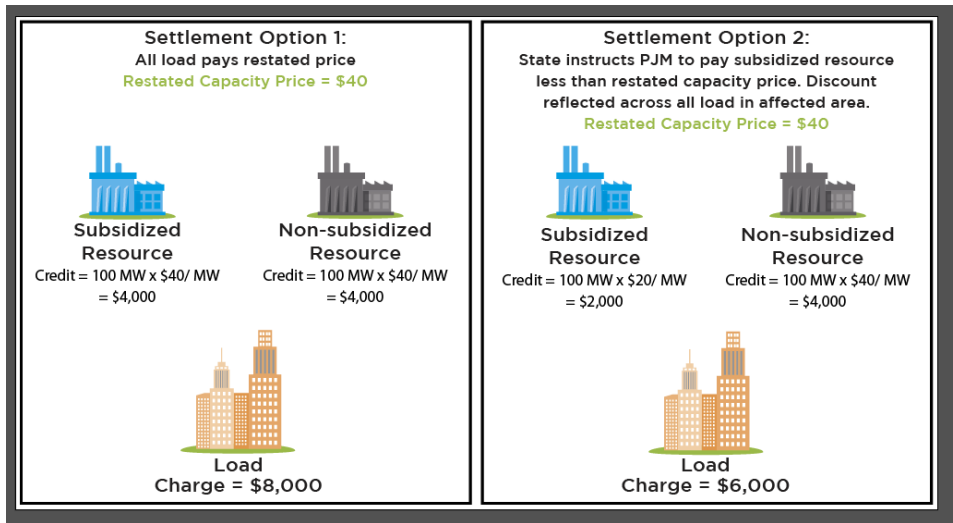 Settlement Option 1:
All load pays restated price
Restated Capacity Price = $40
Subsidized
Resource
Credit = 100 MW x $40/ MW
= $4,000
Non-subsidized
Resource
Credit = 100 MW x $40/ MW
= $4,000
Load
Charge = $8,000
Settlement Option 2:
State instructs PJM to pay subsidized resource
less than restated capacity price. Discount
reflected across all load in affected area.
Restated Capacity Price = $40
Subsidized
Resource
Credit = 100 MW x $20/ MW
= $2,000
Non-subsidized
Resource
Credit = 100 MW x $40/ MW
= $4,000
Load
Charge = $6,000